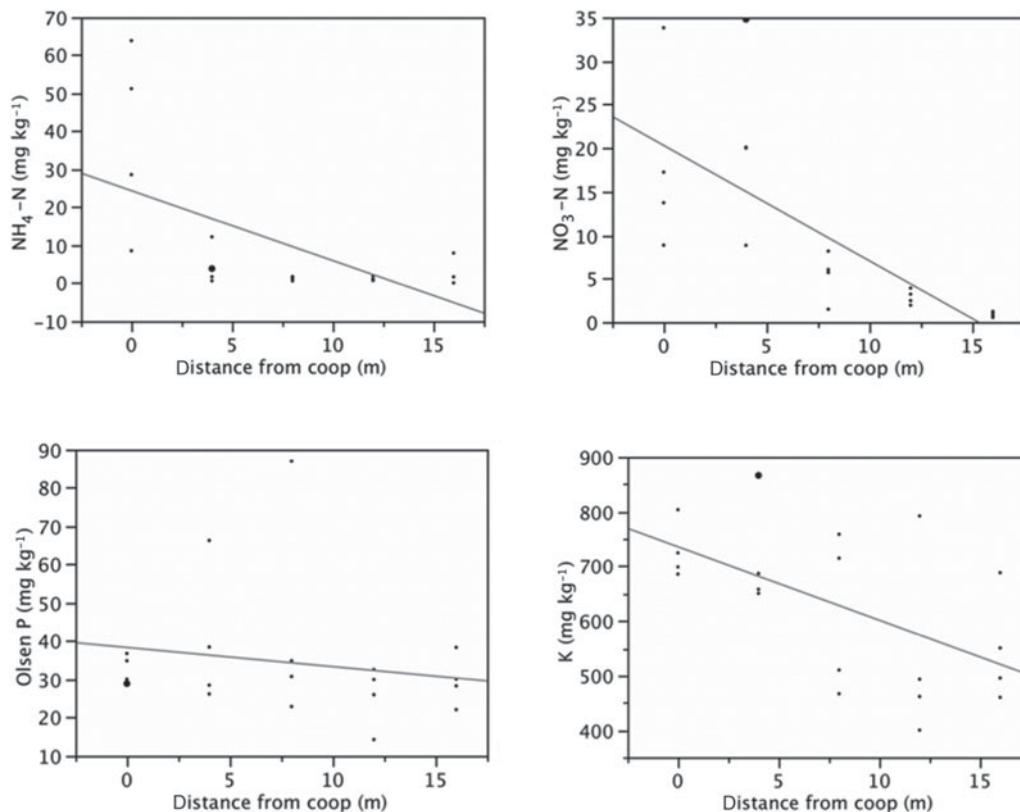 70
60
50
40
30
20
10
0
−10
NH₄−N (mg kg⁻¹)
0 5 10 15
Distance from coop (m)
35
30
25
20
15
10
5
0
NO₃−N (mg kg⁻¹)
0 5 10 15
Distance from coop (m)
90
80
70
60
50
40
30
20
10
Olsen P (mg kg⁻¹)
0 5 10 15
Distance from coop (m)
900
800
700
600
500
400
K (mg kg⁻¹)
0 5 10 15
Distance from coop (m)